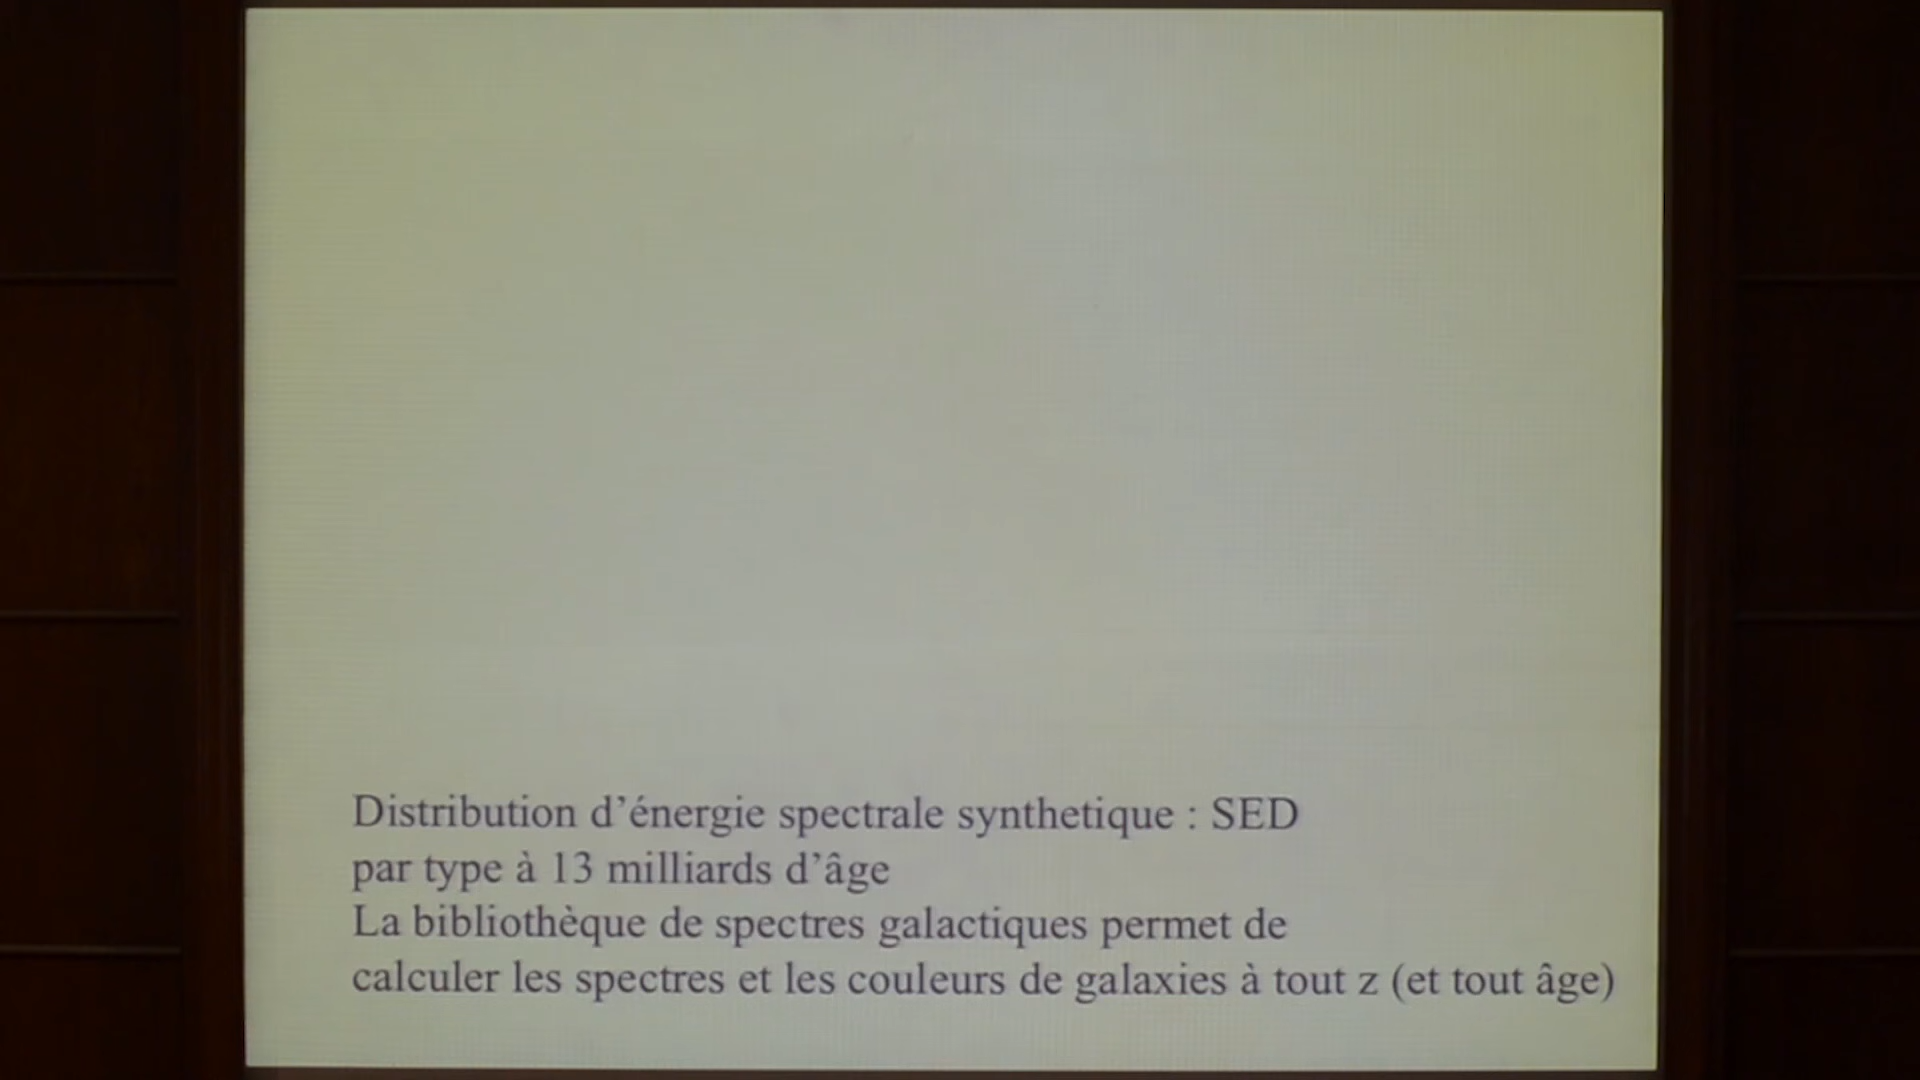 Distribution d’énergie spectrale synthetique : SED
par type à 13 milliards d’âge
La bibliothèque de spectres galactiques permet de
calculer les spectres et les couleurs de galaxies à tout z (et tout âge)